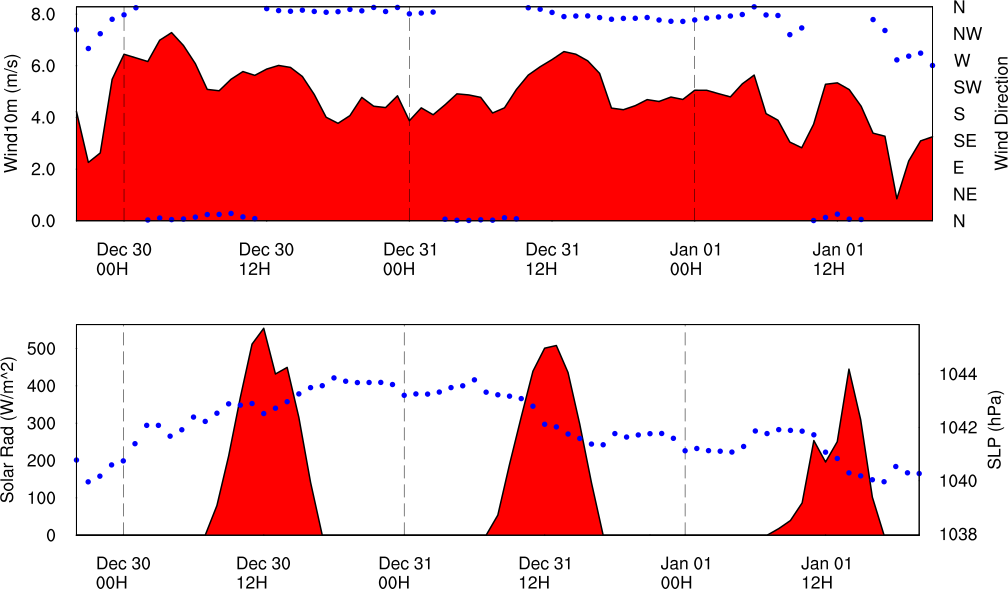 8.0
6.0
4.0
2.0
0.0
Wind10m (m/s)
N
NW
W
SW
S
SE
E
NE
N
Wind Direction
Dec 30
00H
Dec 30
12H
Dec 31
00H
Dec 31
12H
Jan 01
00H
Jan 01
12H
500
400
300
200
100
0
Solar Rad (W/m^2)
1044
1042
1040
1038
SLP (hPa)
Dec 30
00H
Dec 30
12H
Dec 31
00H
Dec 31
12H
Jan 01
00H
Jan 01
12H